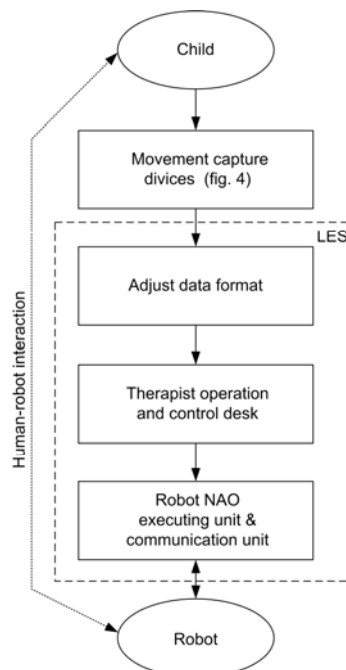 Child
Movement capture
divices (fig. 4)
LES
Adjust data format
Therapist operation
and control desk
Human-robot interaction
Robot NAO
executing unit &
communication unit
Robot